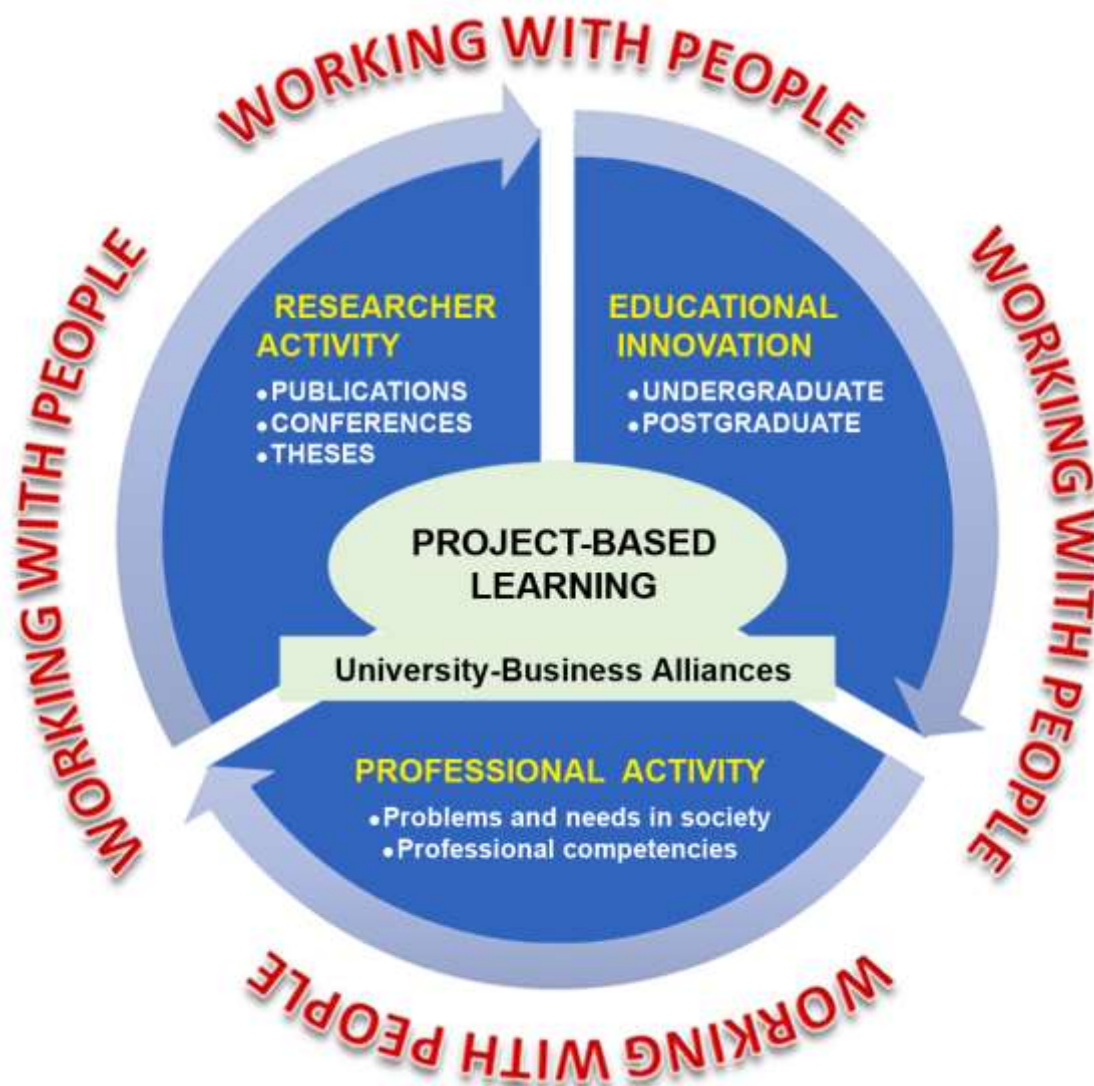 WORKING WITH PEOPLE
WORKING WITH PEOPLE
WORKING WITH PEOPLE
WORKING WITH PEOPLE
RESEARCHER
ACTIVITY
•PUBLICATIONS
•CONFERENCES
•THESES
EDUCATIONAL
INNOVATION
•UNDERGRADUATE
•POSTGRADUATE
PROJECT-BASED
LEARNING
University-Business Alliances
PROFESSIONAL ACTIVITY
•Problems and needs in society
•Professional competencies